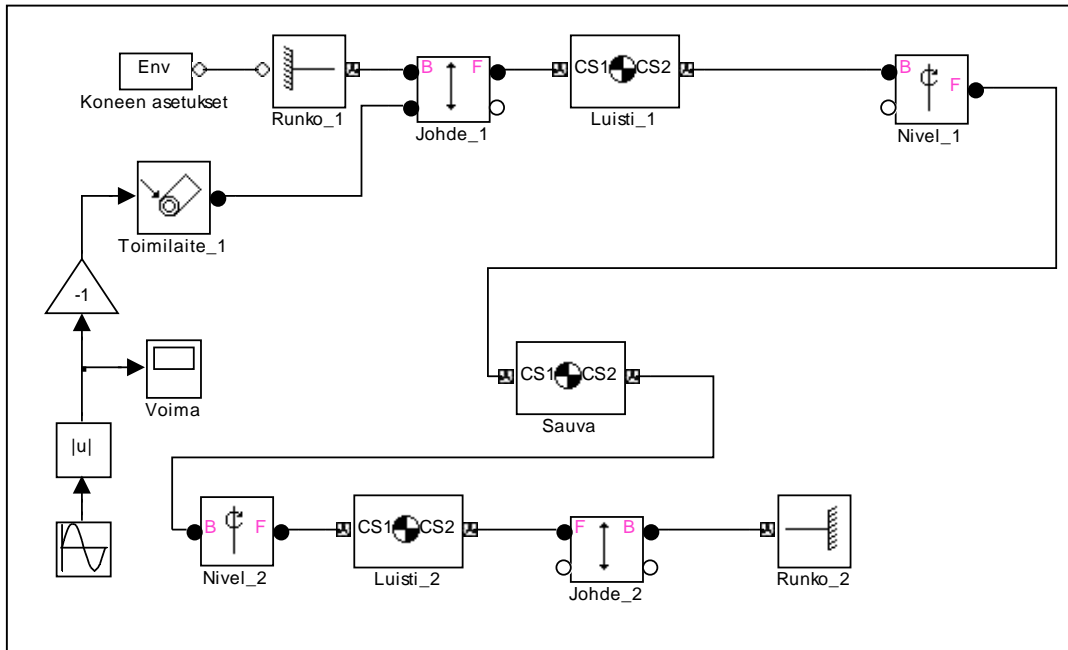 Env
Koneen asetukset
Runko_1
B F
Johde_1
CS1 CS2
Luisti_1
B F
Nivel_1
Toimilaite_1
-1
Voima
|u|
CS1 CS2
Sauva
B F
Nivel_2
CS1 CS2
Luisti_2
F B
Johde_2
Runko_2